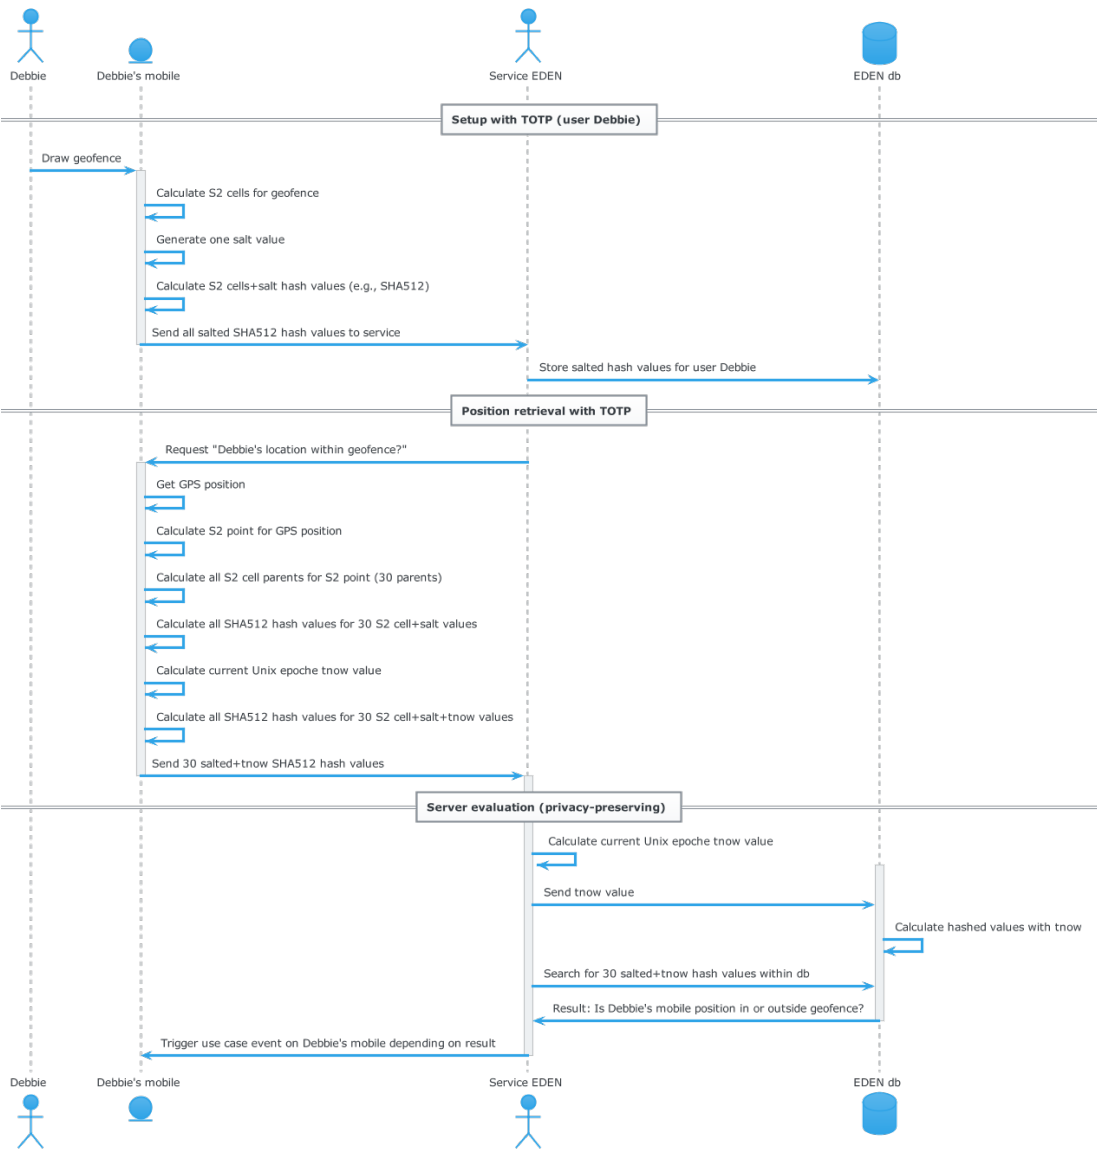 Debbie
Debbie's mobile
Service EDEN
EDEN db
Setup with TOTP (user Debbie)
Draw geofence
Calculate S2 cells for geofence
Generate one salt value
Calculate S2 cells+salt hash values (e.g., SHA512)
Send all salted SHA512 hash values to service
Store salted hash values for user Debbie
Position retrieval with TOTP
Request "Debbie's location within geofence?"
Get GPS position
Calculate S2 point for GPS position
Calculate all S2 cell parents for S2 point (30 parents)
Calculate all SHA512 hash values for 30 S2 cell+salt values
Calculate current Unix epoche tnow value
Calculate all SHA512 hash values for 30 S2 cell+salt+tnow values
Send 30 salted+tnow SHA512 hash values
Server evaluation (privacy-preserving)
Calculate current Unix epoche tnow value
Send tnow value
Calculate hashed values with tnow
Search for 30 salted+tnow hash values within db
Result: Is Debbie's mobile position in or outside geofence?
Trigger use case event on Debbie's mobile depending on result
Debbie
Debbie's mobile
Service EDEN
EDEN db